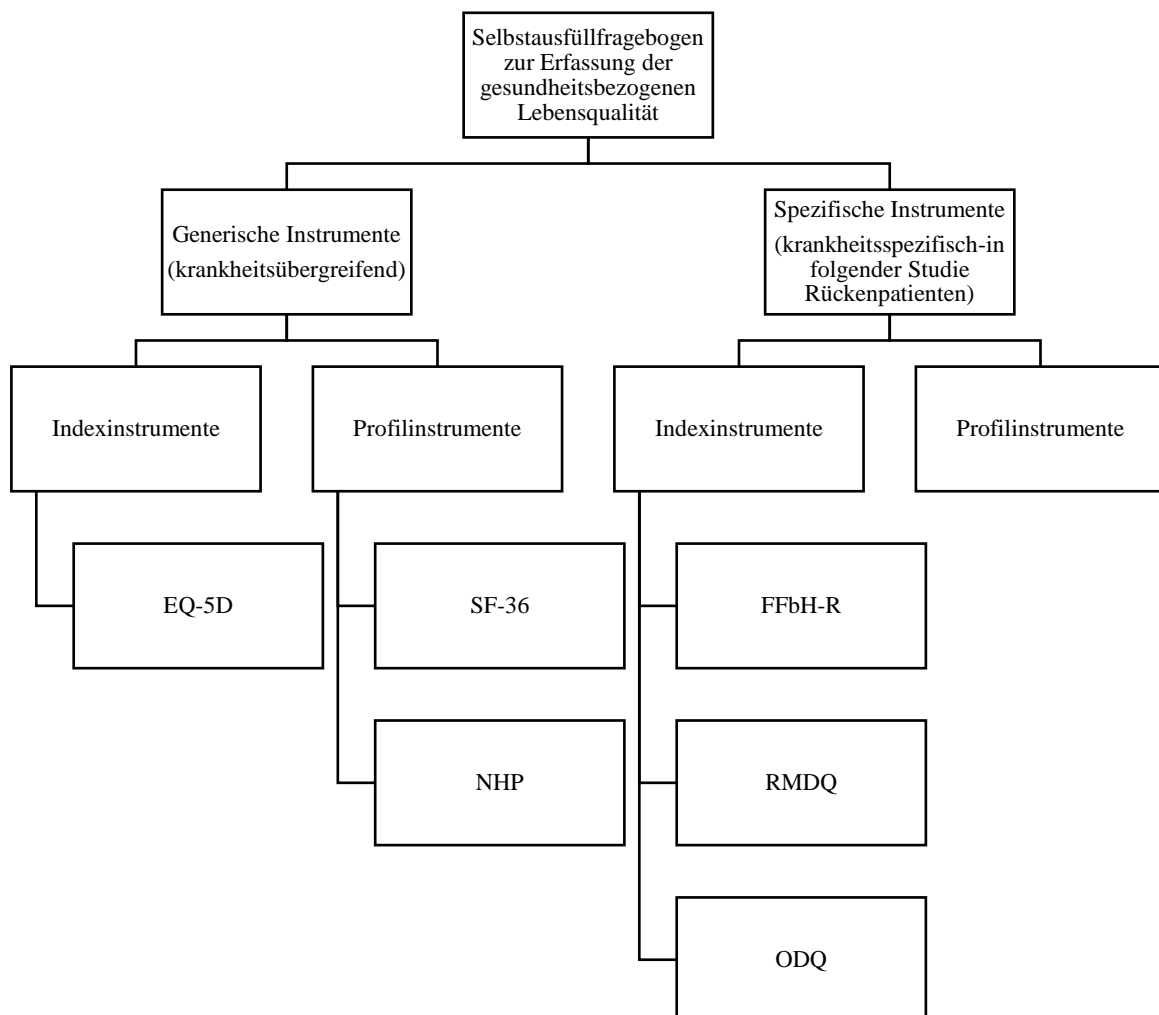 Selbstausfüllfragebogen
zur Erfassung der
gesundheitsbezogenen
Lebensqualität
Generische Instrumente
(krankheitsübergreifend)
Spezifische Instrumente
(krankheitsspezifisch-in
folgender Studie
Rückenpatienten)
Indexinstrumente
Profilinstrumente
Indexinstrumente
Profilinstrumente
EQ-5D
SF-36
FFbH-R
NHP
RMDQ
ODQ